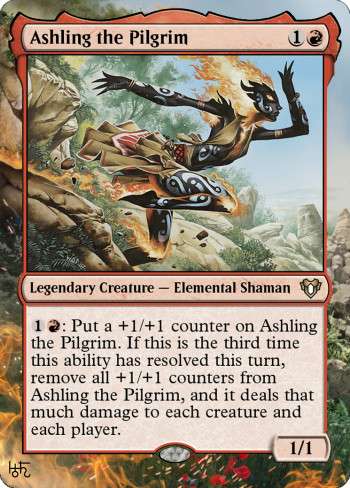 Ashling the Pilgrim 1
Legendary Creature — Elemental Shaman
1 : Put a +1/+1 counter on Ashling
the Pilgrim. If this is the third time
this ability has resolved this turn,
remove all +1/+1 counters from
Ashling the Pilgrim, and it deals that
much damage to each creature and
each player.
1/1